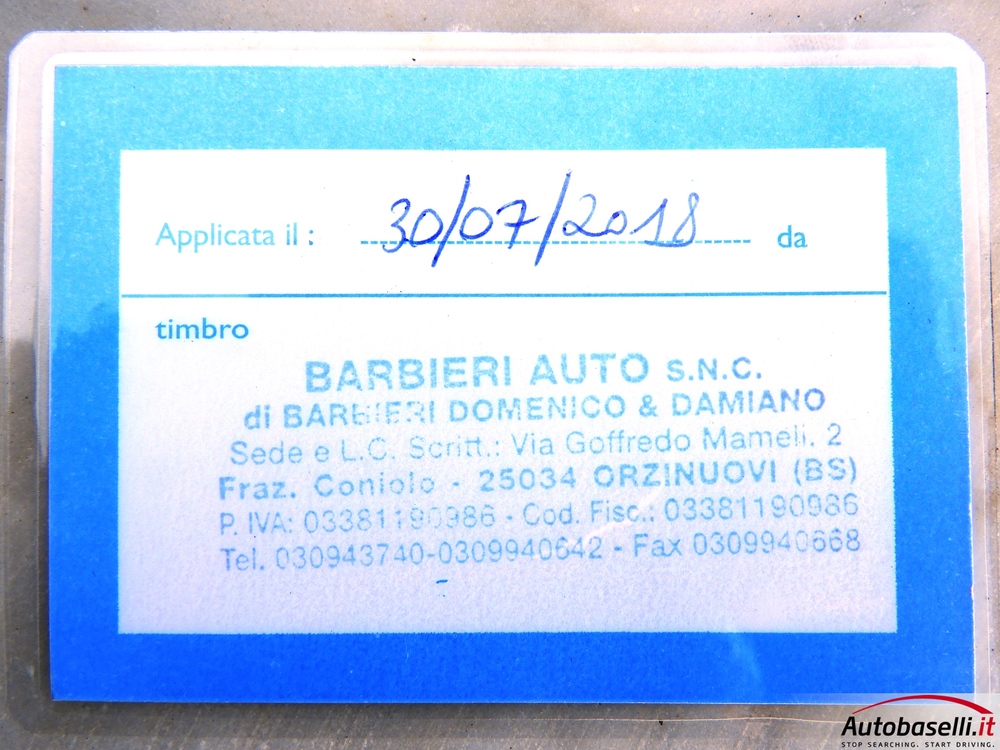 Applicata il : 30/07/2018 da
timbro
BARBIERI AUTO S.N.C.
di BARBIERI DOMENICO & DAMIANO
Sede e L.C. Scritt.: Via Goffredo Mameli. 2
Fraz. Coniolo - 25034 ORZINUOVI (BS)
P. IVA: 03381190986 - Cod. Fisc.: 03381190986
Tel. 030943740-0309940642 - Fax 0309940668
Autobaselli.it
STOP SEARCHING. START DRIVING.